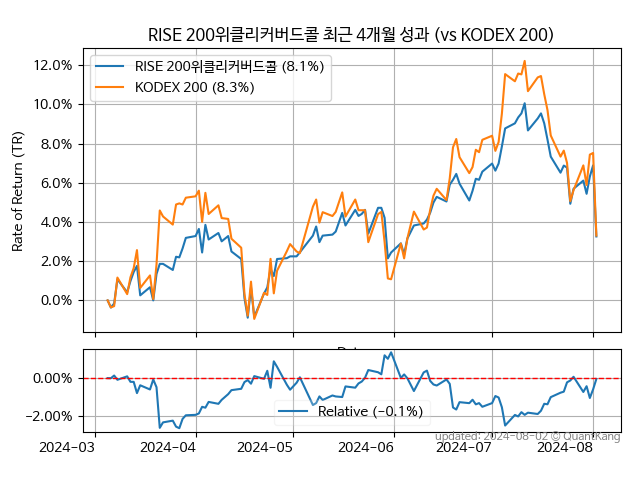 RISE 200위클리커버드콜 최근 4개월 성과 (vs KODEX 200)
Rate of Return (TR)
12.0%
10.0%
8.0%
6.0%
4.0%
2.0%
0.0%
RISE 200위클리커버드콜 (8.1%)
KODEX 200 (8.3%)
0.00%
−2.00%
Relative (−0.1%)
2024-03
2024-04
2024-05
2024-06
2024-07
2024-08
updated: 2024-08-02 © QuantKang